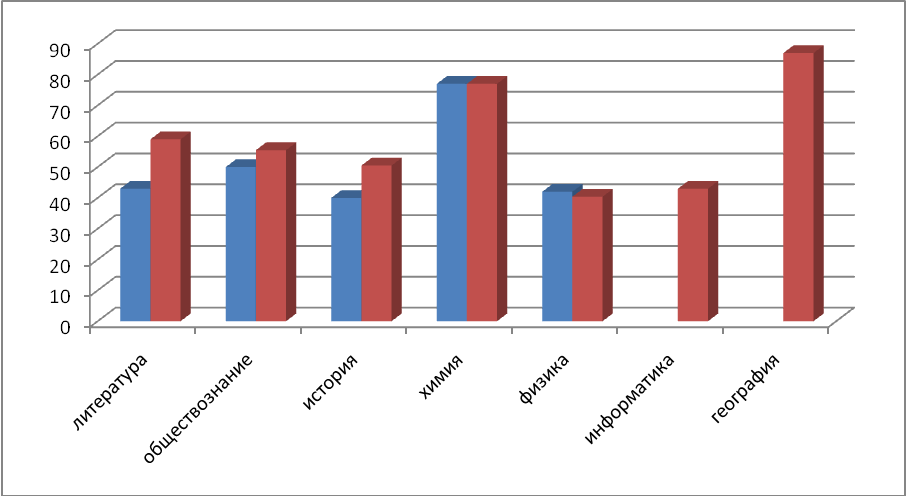 90
80
70
60
50
40
30
20
10
0
литература
обществознание
история
химия
физика
информатика
география